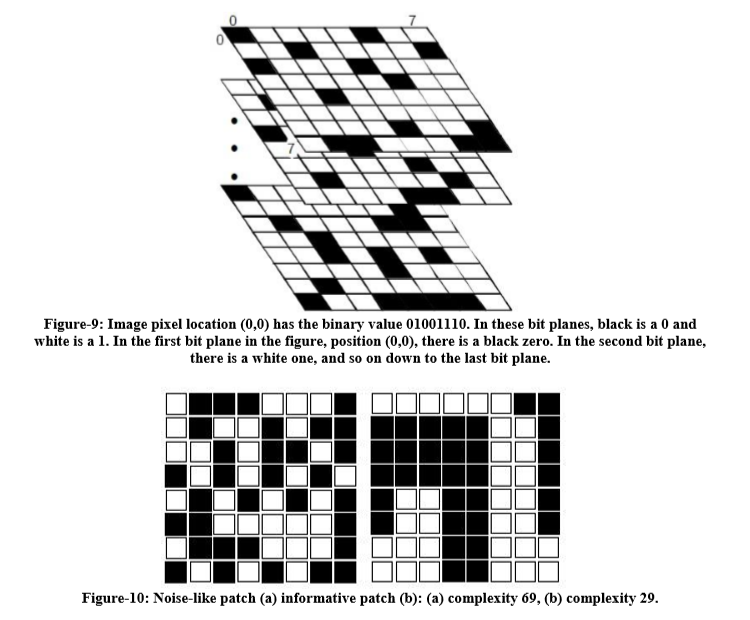 0
7
0
7
Figure-9: Image pixel location (0,0) has the binary value 01001110. In these bit planes, black is a 0 and
white is a 1. In the first bit plane in the figure, position (0,0), there is a black zero. In the second bit plane,
there is a white one, and so on down to the last bit plane.
Figure-10: Noise-like patch (a) informative patch (b): (a) complexity 69, (b) complexity 29.